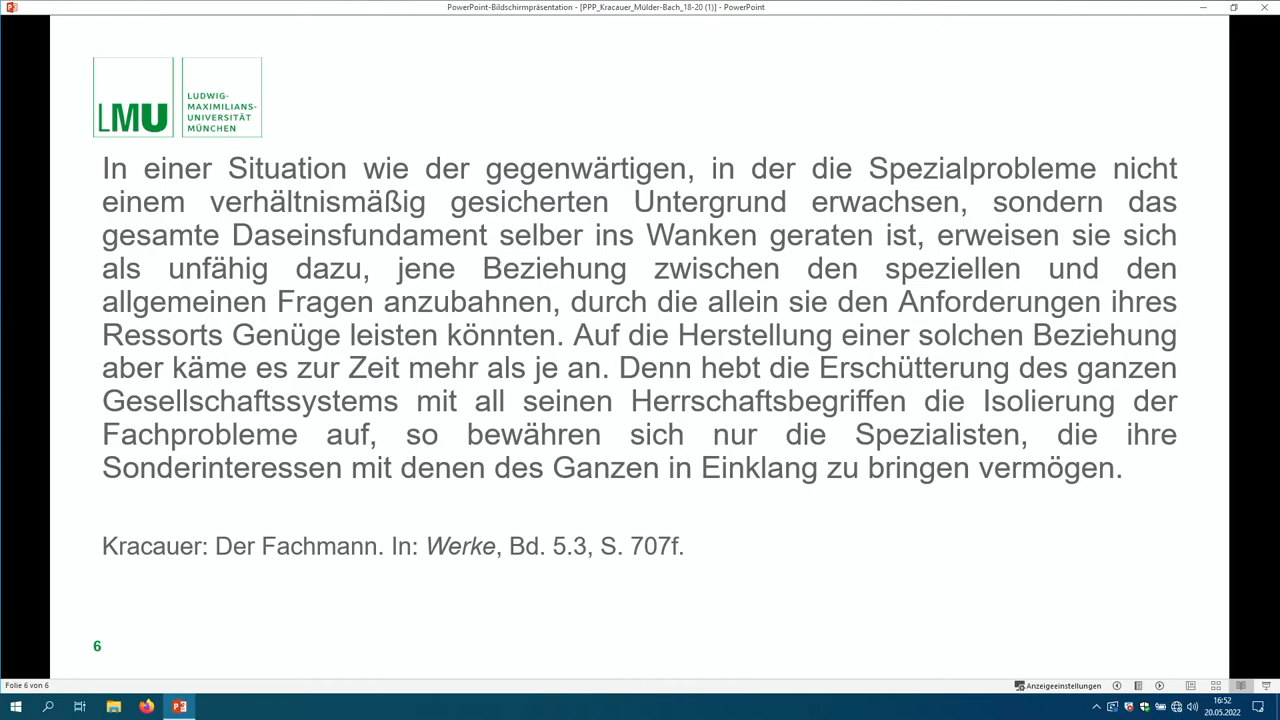 PowerPoint-Bildschirmpräsentation - [PPP_Kracauer_Mülder-Bach_18-20 (1)] - PowerPoint
LMU
LUDWIG-
MAXIMILIANS-
UNIVERSITÄT
MÜNCHEN
In einer Situation wie der gegenwärtigen, in der die Spezialprobleme nicht
einem verhältnismäßig gesicherten Untergrund erwachsen, sondern das
gesamte Daseinsfundament selber ins Wanken geraten ist, erweisen sie sich
als unfähig dazu, jene Beziehung zwischen den speziellen und den
allgemeinen Fragen anzubahnen, durch die allein sie den Anforderungen ihres
Ressorts Genüge leisten könnten. Auf die Herstellung einer solchen Beziehung
aber käme es zur Zeit mehr als je an. Denn hebt die Erschütterung des ganzen
Gesellschaftssystems mit all seinen Herrschaftsbegriffen die Isolierung der
Fachprobleme auf, so bewähren sich nur die Spezialisten, die ihre
Sonderinteressen mit denen des Ganzen in Einklang zu bringen vermögen.
Kracauer: Der Fachmann. In: Werke, Bd. 5.3, S. 707f.
6
Folie 6 von 6
Anzeigeeinstellungen
16:52
20.05.2022